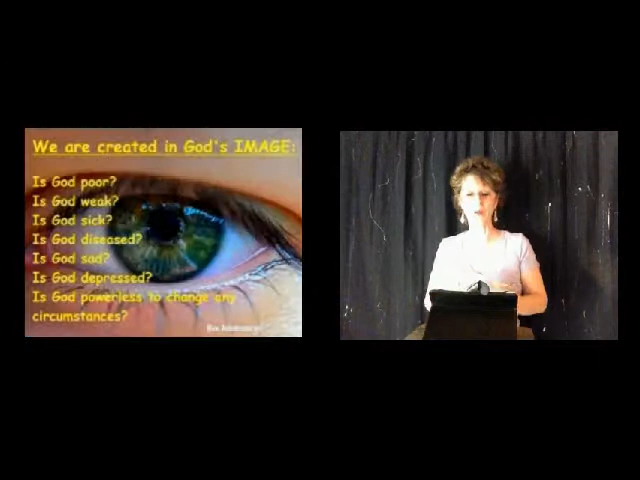 We are created in God's IMAGE:
Is God poor?
Is God weak?
Is God sick?
Is God diseased?
Is God sad?
Is God depressed?
Is God powerless to change any
circumstances?